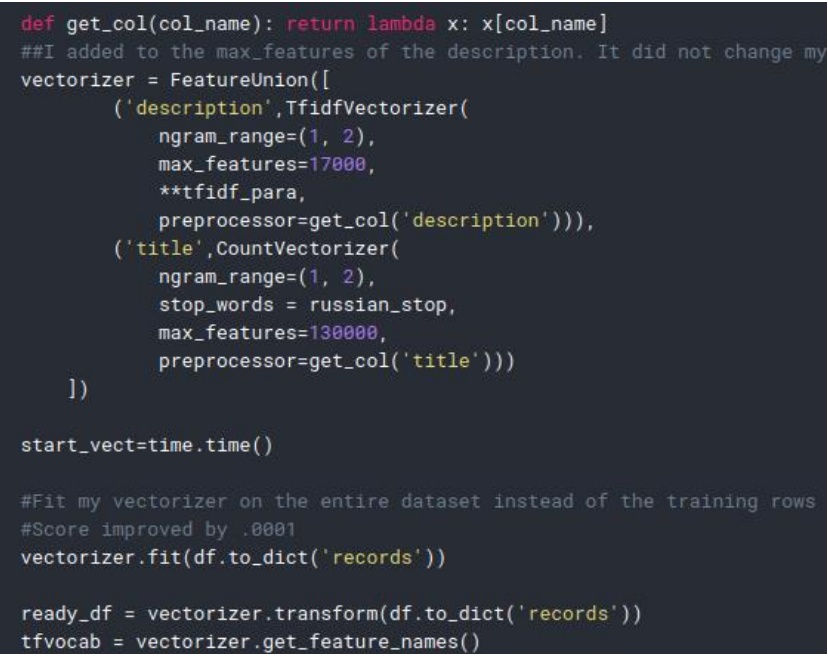 def get_col(col_name): return lambda x: x[col_name]
##I added to the max_features of the description. It did not change my
vectorizer = FeatureUnion([
        ('description',TfidfVectorizer(
            ngram_range=(1, 2),
            max_features=17000,
            **tfidf_para,
            preprocessor=get_col('description'))),
        ('title',CountVectorizer(
            ngram_range=(1, 2),
            stop_words = russian_stop,
            max_features=130000,
            preprocessor=get_col('title')))
    ])
start_vect=time.time()
#Fit my vectorizer on the entire dataset instead of the training rows
#Score improved by .0001
vectorizer.fit(df.to_dict('records'))
ready_df = vectorizer.transform(df.to_dict('records'))
tfvocab = vectorizer.get_feature_names()